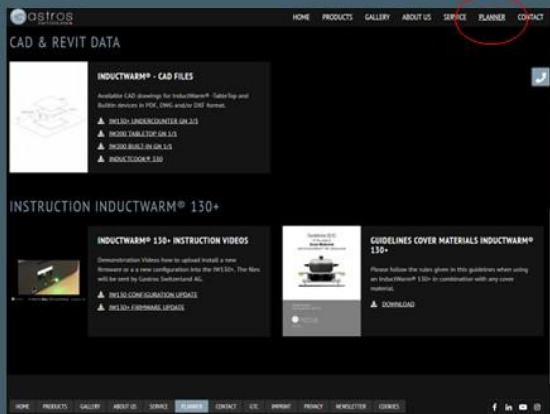 gastros
HOME PRODUCTS GALLERY ABOUT US SERVICE PLANNER CONTACT
CAD & REVIT DATA
INDUCTWARM® - CAD FILES
Available CAD drawings for InductWarm® -TableTop and
BuiltIn devices in PDF, DWG and/or DXF format.
IW130+ UNDERCOUNTER GN 2/1
IW200 TABLETOP GN 1/1
IW200 BUILT-IN GN 1/1
INDUCTCOOK® 330
INSTRUCTION INDUCTWARM® 130+
INDUCTWARM® 130+ INSTRUCTION VIDEOS
Demonstration Videos how to upload install a new
firmware or a a new configuration into the IW130+. The files
will be sent by Gastros Switzerland AG.
IW130 CONFIGURATION UPDATE
IW130+ FIRMWARE UPDATE
GUIDELINES COVER MATERIALS INDUCTWARM®
130+
Please follow the rules given in this guidelines when using
an InductWarm® 130+ in combination with any cover
material.
DOWNLOAD
HOME PRODUCTS GALLERY ABOUT US SERVICE PLANNER CONTACT GTC IMPRINT PRIVACY NEWSLETTER COOKIES